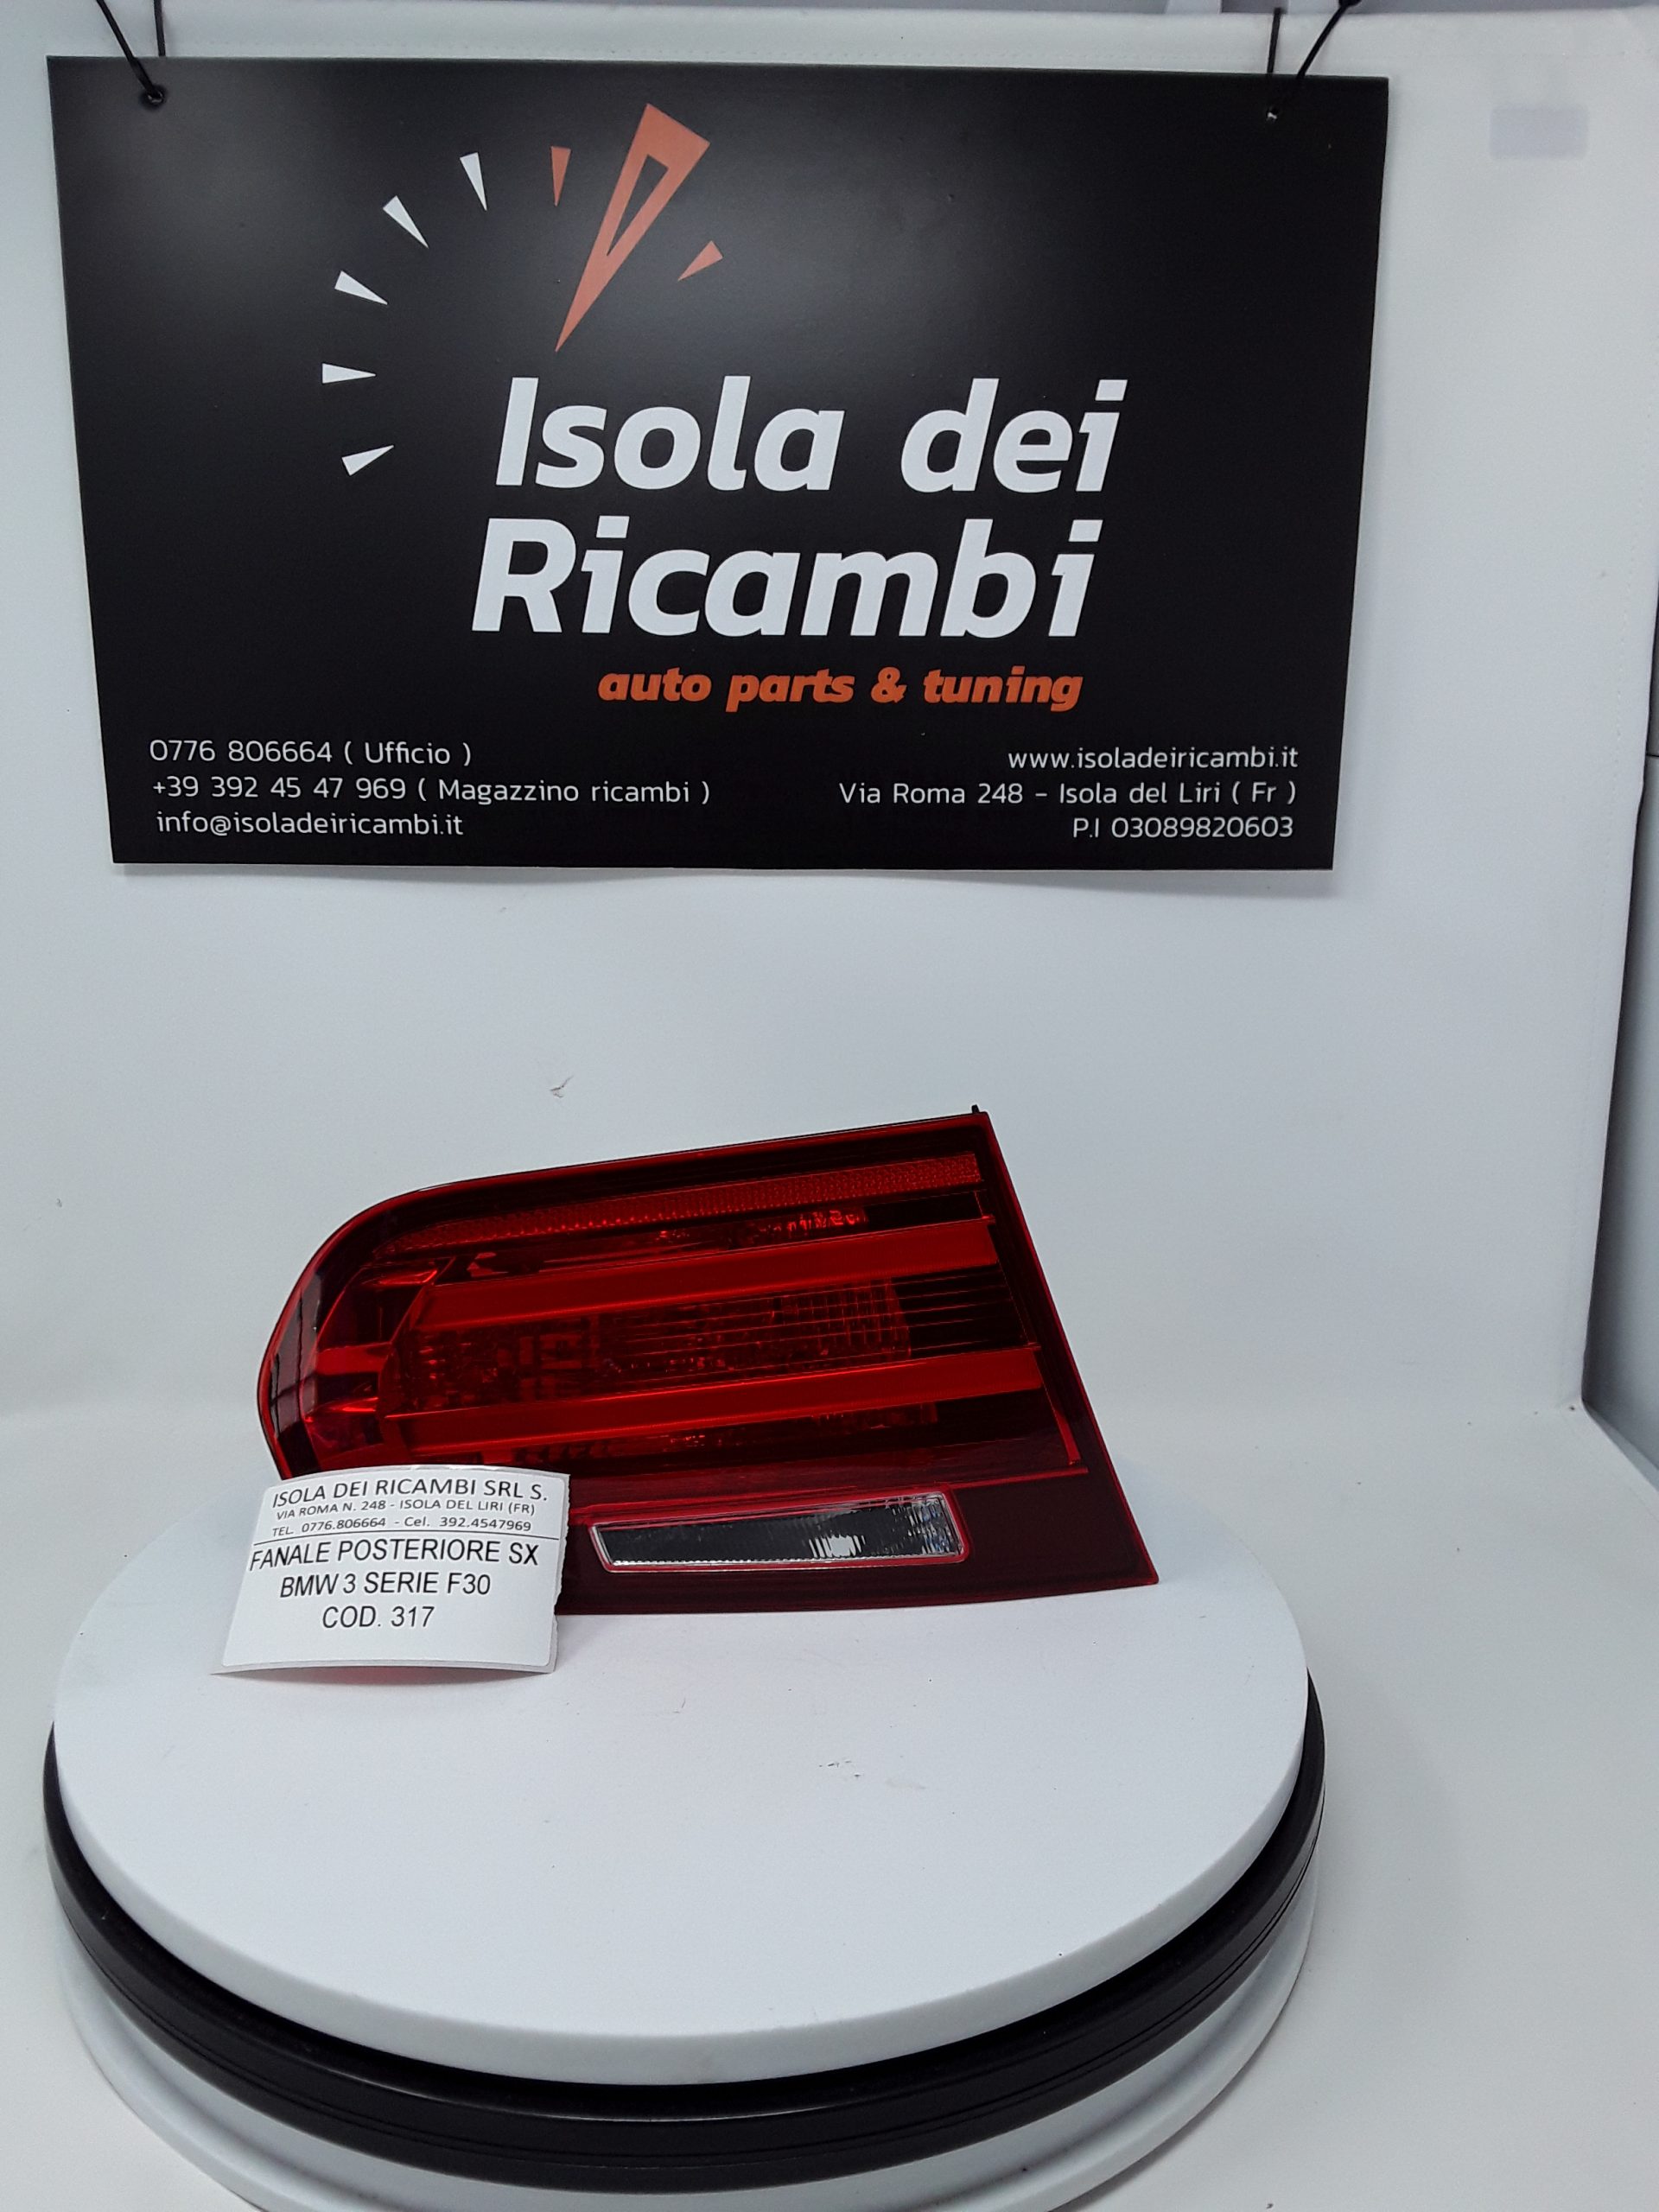 Isola dei
Ricambi
auto parts & tuning
0776 806664 ( Ufficio )
+39 392 45 47 969 ( Magazzino ricambi )
info@isoladeiricambi.it
www.isoladeiricambi.it
Via Roma 248 - Isola del Liri ( Fr )
P.I 03089820603
ISOLA DEI RICAMBI SRL S.
VIA ROMA N. 248 - ISOLA DEL LIRI (FR)
TEL. 0776.806664 - Cel. 392.4547969
FANALE POSTERIORE SX
BMW 3 SERIE F30
COD. 317